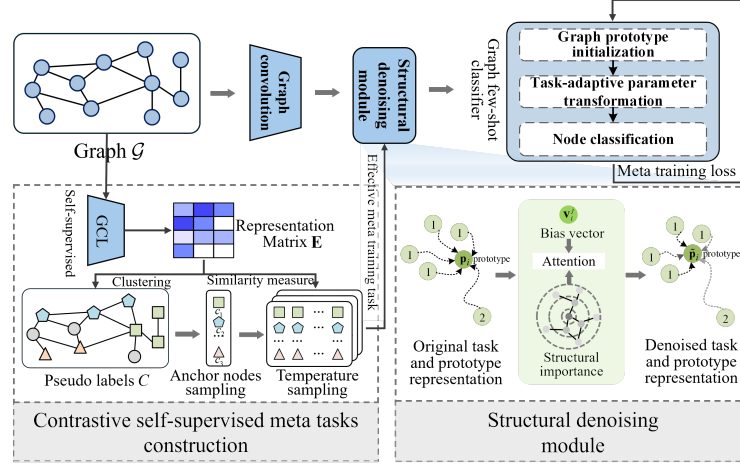 Graph 𝒢
Graph
convolution
Structural
denoising
module
Graph few-shot
classifier
Graph prototype
initialization
Task-adaptive parameter
transformation
Node classification
Meta training loss
Self-supervised
GCL
Representation
Matrix E
Effective meta training task
Clustering
Similarity measure
Pseudo labels C
Anchor nodes
sampling
Temperature
sampling
Contrastive self-supervised meta tasks
construction
1
1
1
1
p_i prototype
2
Original task
and prototype
representation
Bias vector
Attention
Structural
importance
1
1
1
1
p̃_i prototype
2
Denoised task
and prototype
representation
Structural denoising
module